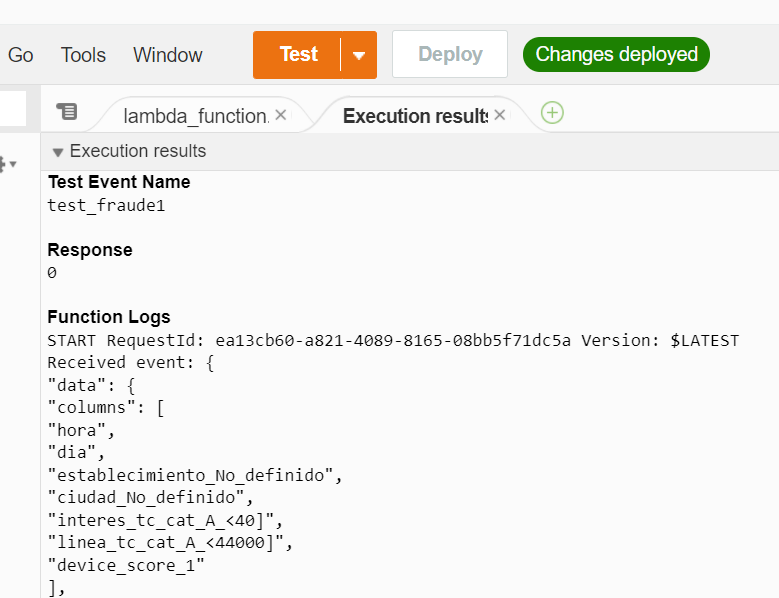 Go Tools Window Test Deploy Changes deployed
lambda_function. Execution results
Execution results
Test Event Name
test_fraude1
Response
0
Function Logs
START RequestId: ea13cb60-a821-4089-8165-08bb5f71dc5a Version: $LATEST
Received event: {
"data": {
"columns": [
"hora",
"dia",
"establecimiento_No_definido",
"ciudad_No_definido",
"interes_tc_cat_A_<40]",
"linea_tc_cat_A_<44000]",
"device_score_1"
],